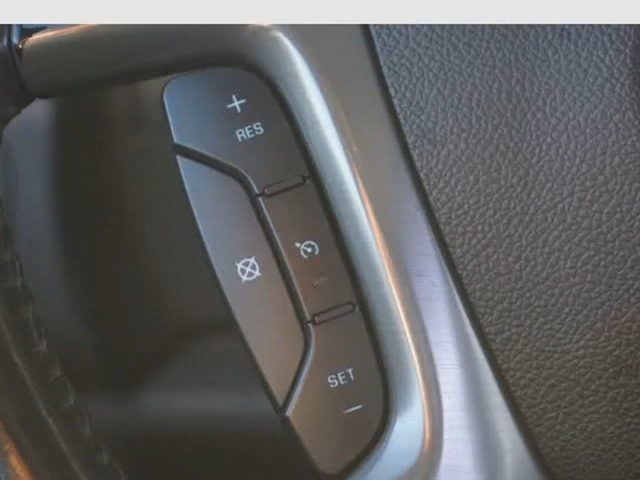 +
RES
SET
—